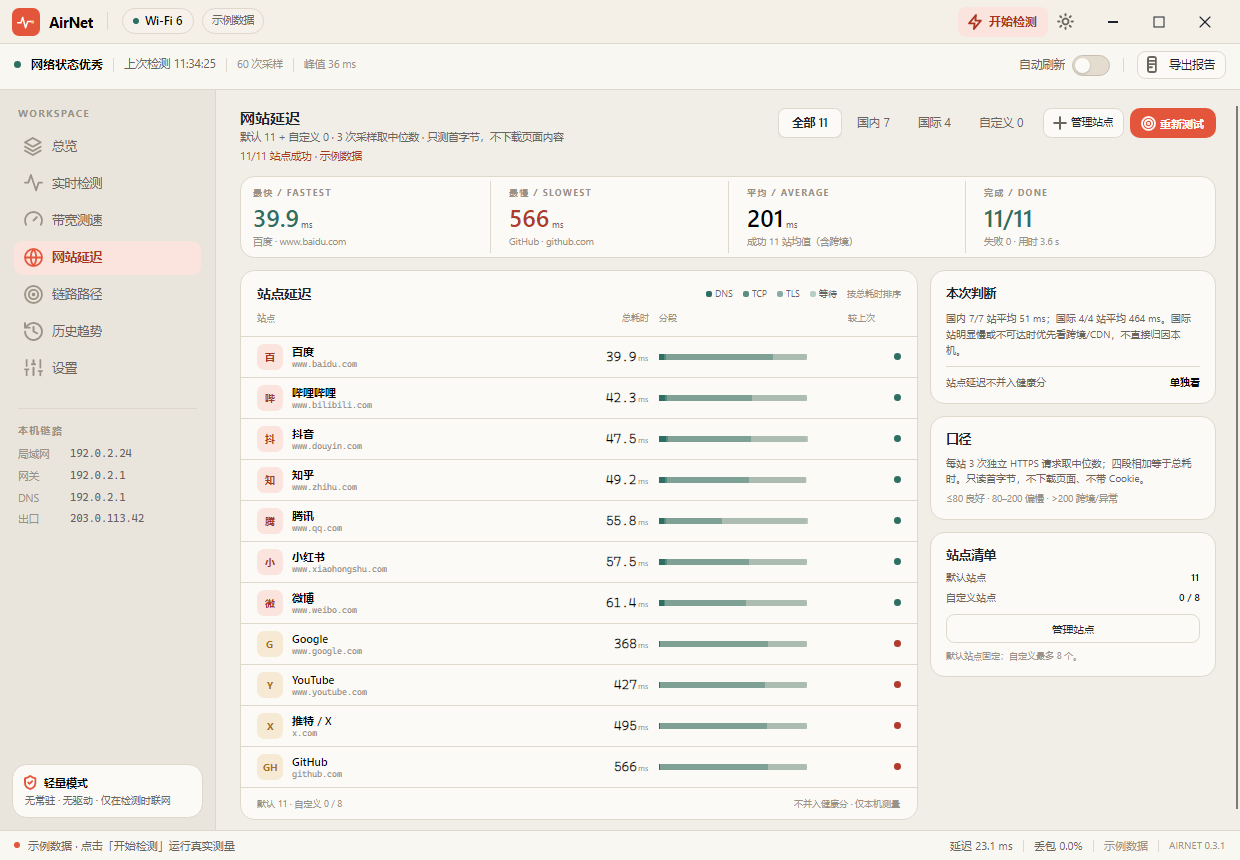 AirNet
Wi-Fi 6
示例数据
开始检测
网络状态优秀
上次检测 11:34:25
60 次采样
峰值 36 ms
自动刷新
导出报告
WORKSPACE
总览
实时检测
带宽测速
网站延迟
链路路径
历史趋势
设置
本机链路
局域网 192.0.2.24
网关 192.0.2.1
DNS 192.0.2.1
出口 203.0.113.42
轻量模式
无常驻 · 无驱动 · 仅在检测时联网
网站延迟
默认 11 + 自定义 0 · 3 次采样取中位数 · 只测首字节，不下载页面内容
11/11 站点成功 · 示例数据
全部 11
国内 7
国际 4
自定义 0
管理站点
重新测试
最快 / FASTEST
39.9 ms
百度 · www.baidu.com
最慢 / SLOWEST
566 ms
GitHub · github.com
平均 / AVERAGE
201 ms
成功 11 站均值（含跨境）
完成 / DONE
11/11
失败 0 · 用时 3.6 s
站点延迟
DNS TCP TLS 等待 按总耗时排序
站点 总耗时 分段 较上次
百 百度 39.9 ms
www.baidu.com
哔 哔哩哔哩 42.3 ms
www.bilibili.com
抖 抖音 47.5 ms
www.douyin.com
知 知乎 49.2 ms
www.zhihu.com
腾 腾讯 55.8 ms
www.qq.com
小 小红书 57.5 ms
www.xiaohongshu.com
微 微博 61.4 ms
www.weibo.com
G Google 368 ms
www.google.com
Y YouTube 427 ms
www.youtube.com
X 推特 / X 495 ms
x.com
GH GitHub 566 ms
github.com
默认 11 · 自定义 0 / 8
不并入健康分 · 仅本机测量
本次判断
国内 7/7 站平均 51 ms；国际 4/4 站平均 464 ms。国际
站明显慢或不可达时优先看跨境/CDN，不直接归因本
机。
站点延迟不并入健康分 单独看
口径
每站 3 次独立 HTTPS 请求取中位数；四段相加等于总耗
时。只读首字节，不下载页面、不带 Cookie。
≤80 良好 · 80–200 偏慢 · >200 跨境/异常
站点清单
默认站点 11
自定义站点 0 / 8
管理站点
默认站点固定；自定义最多 8 个。
示例数据 · 点击「开始检测」运行真实测量
延迟 23.1 ms
丢包 0.0%
示例数据
AIRNET 0.3.1